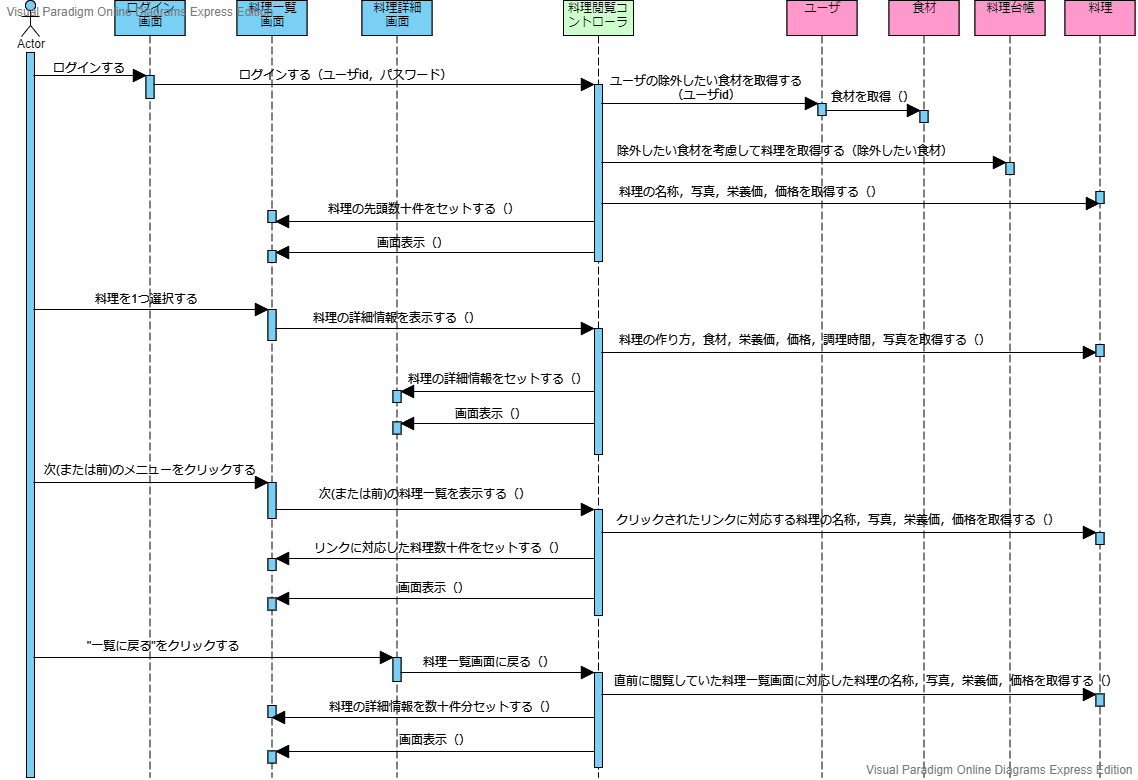 Visual Paradigm Online Diagrams Express Edition
ログイン
画面
料理一覧
画面
料理詳細
画面
料理閲覧コ
ントローラ
ユーザ
食材
料理台帳
料理
Actor
ログインする
ログインする（ユーザid，パスワード）
ユーザの除外したい食材を取得する
（ユーザid）
食材を取得（）
除外したい食材を考慮して料理を取得する（除外したい食材）
料理の名称，写真，栄養価，価格を取得する（）
料理の先頭数十件をセットする（）
画面表示（）
料理を1つ選択する
料理の詳細情報を表示する（）
料理の作り方，食材，栄養価，価格，調理時間，写真を取得する（）
料理の詳細情報をセットする（）
画面表示（）
次(または前)のメニューをクリックする
次(または前)の料理一覧を表示する（）
クリックされたリンクに対応する料理の名称，写真，栄養価，価格を取得する（）
リンクに対応した料理数十件をセットする（）
画面表示（）
"一覧に戻る"をクリックする
料理一覧画面に戻る（）
直前に閲覧していた料理一覧画面に対応した料理の名称，写真，栄養価，価格を取得する（）
料理の詳細情報を数十件分セットする（）
画面表示（）
Visual Paradigm Online Diagrams Express Edition